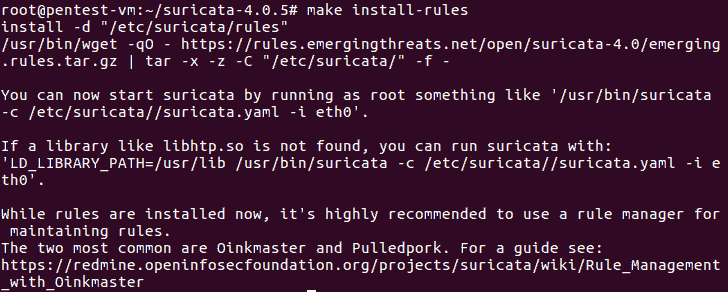 root@pentest-vm:~/suricata-4.0.5# make install-rules
install -d "/etc/suricata/rules"
/usr/bin/wget -qO - https://rules.emergingthreats.net/open/suricata-4.0/emerging
.rules.tar.gz | tar -x -z -C "/etc/suricata/" -f -
You can now start suricata by running as root something like '/usr/bin/suricata
-c /etc/suricata//suricata.yaml -i eth0'.
If a library like libhtp.so is not found, you can run suricata with:
'LD_LIBRARY_PATH=/usr/lib /usr/bin/suricata -c /etc/suricata//suricata.yaml -i e
th0'.
While rules are installed now, it's highly recommended to use a rule manager for
 maintaining rules.
The two most common are Oinkmaster and Pulledpork. For a guide see:
https://redmine.openinfosecfoundation.org/projects/suricata/wiki/Rule_Management
_with_Oinkmaster